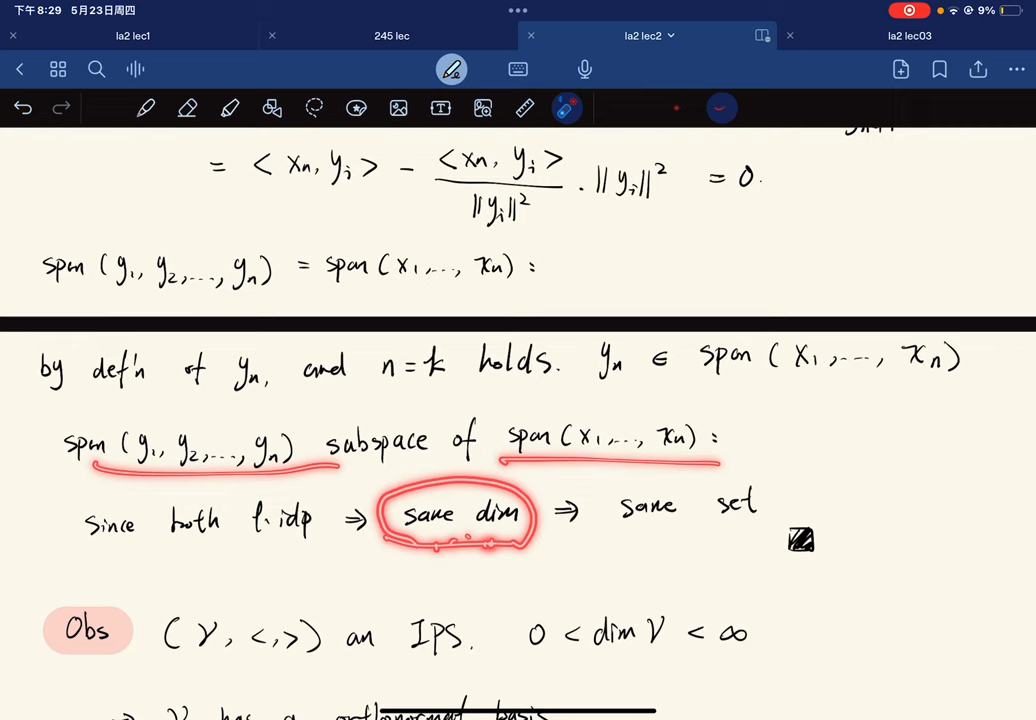 下午8:29 5月23日周四
9%
la2 lec1
245 lec
la2 lec2
la2 lec03
= < xn, yi > - < xn, yi > / ||yi||² . ||yi||² = 0.
span (y1, y2, ..., yn) = span (x1, ..., xn) :
by def'n of yn, and n=k holds. yn ∈ span (x1, ..., xn)
span (y1, y2, ..., yn) subspace of span (x1, ..., xn) :
Since both l.idp ⇒ same dim ⇒ same set
Obs (V, <,>) an IPS. 0 < dim V < ∞
⇒ V has a orthonormal basis